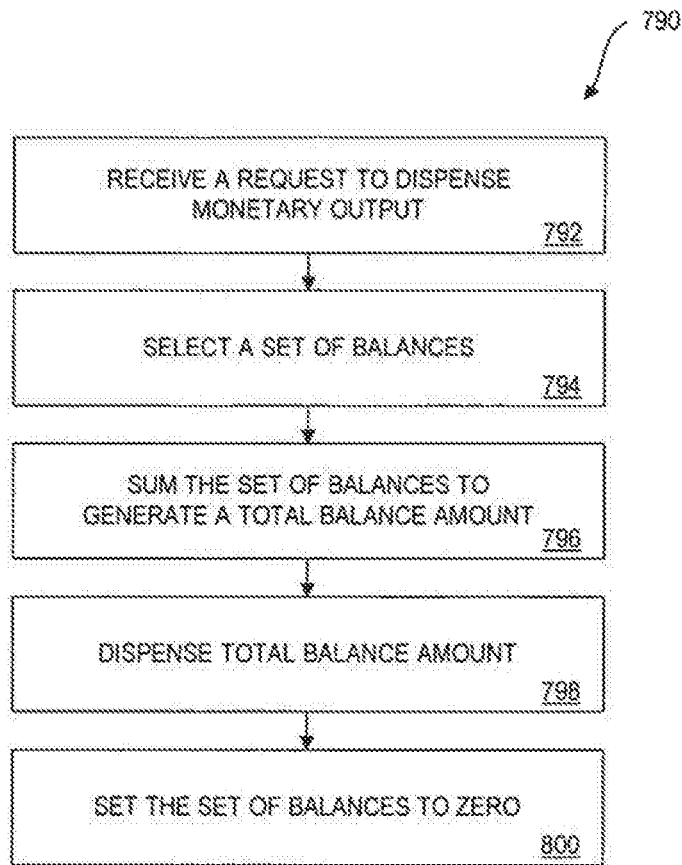 790
RECEIVE A REQUEST TO DISPENSE
MONETARY OUTPUT
792
SELECT A SET OF BALANCES
794
SUM THE SET OF BALANCES TO
GENERATE A TOTAL BALANCE AMOUNT
796
DISPENSE TOTAL BALANCE AMOUNT
798
SET THE SET OF BALANCES TO ZERO
800